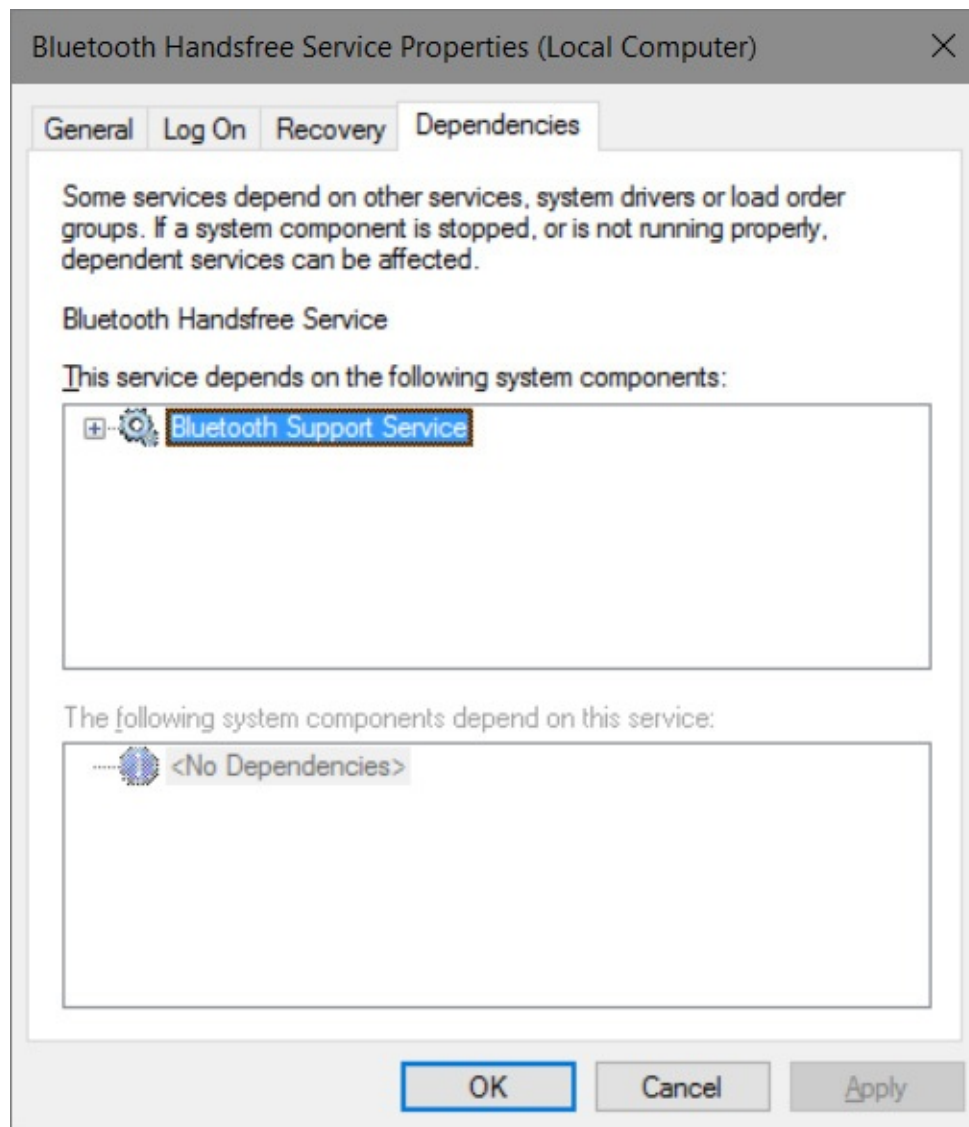 Bluetooth Handsfree Service Properties (Local Computer)
General Log On Recovery Dependencies
Some services depend on other services, system drivers or load order
groups. If a system component is stopped, or is not running properly,
dependent services can be affected.
Bluetooth Handsfree Service
This service depends on the following system components:
Bluetooth Support Service
The following system components depend on this service:
<No Dependencies>
OK Cancel Apply